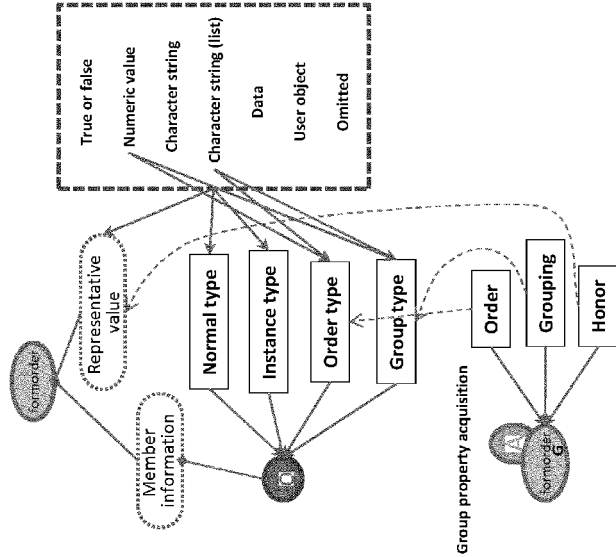 formorder
Representative
value
Member
information
True or false
Numeric value
Character string
Character string (list)
Data
User object
Omitted
Normal type
Instance type
Order type
Group type
Group property acquisition
Order
Grouping
Honor
A
formorder
G